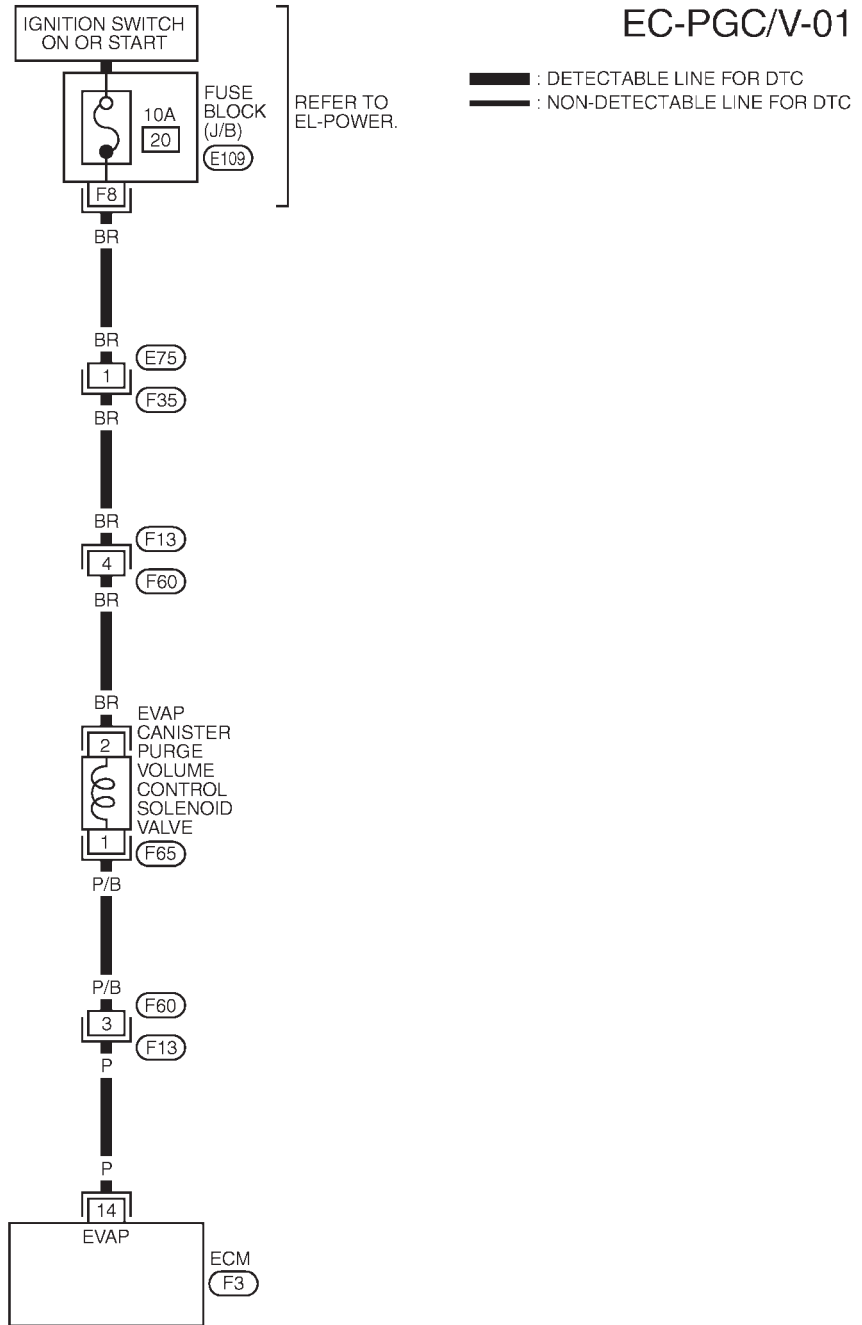 EC-PGC/V-01
: DETECTABLE LINE FOR DTC
: NON-DETECTABLE LINE FOR DTC
IGNITION SWITCH
ON OR START
10A
20
FUSE
BLOCK
(J/B)
E109
REFER TO
EL-POWER.
F8
BR
BR
E75
1
F35
BR
BR
F13
4
F60
BR
BR
2
EVAP
CANISTER
PURGE
VOLUME
CONTROL
SOLENOID
VALVE
1
F65
P/B
P/B
F60
3
F13
P
P
14
EVAP
ECM
F3